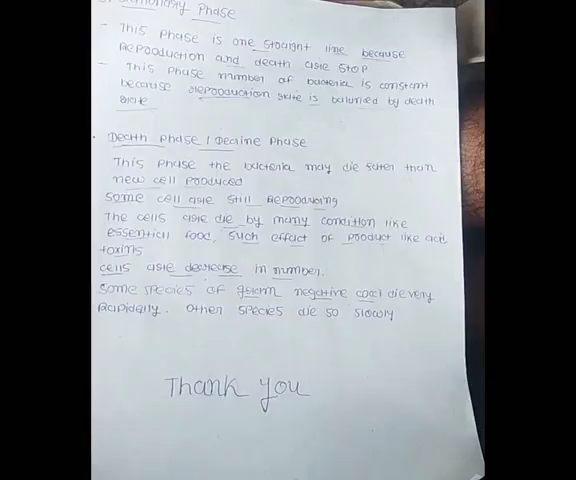 Stationary Phase
- This Phase is one straight line because
Reproduction and death are stop
- This Phase number of bacteria is constant
because reproduction rate is balanced by death
rate
. Death Phase / Decline Phase
This Phase the bacteria may die fster than
new cell Produced
Some cell are still Reproducing
The cells are die by many condition like
essentiall food, such effect of product like acid
toxins
cells are decrease in number.
Some species of gram negative cocci die very
Rapidally. Other species die so slowly
Thank you